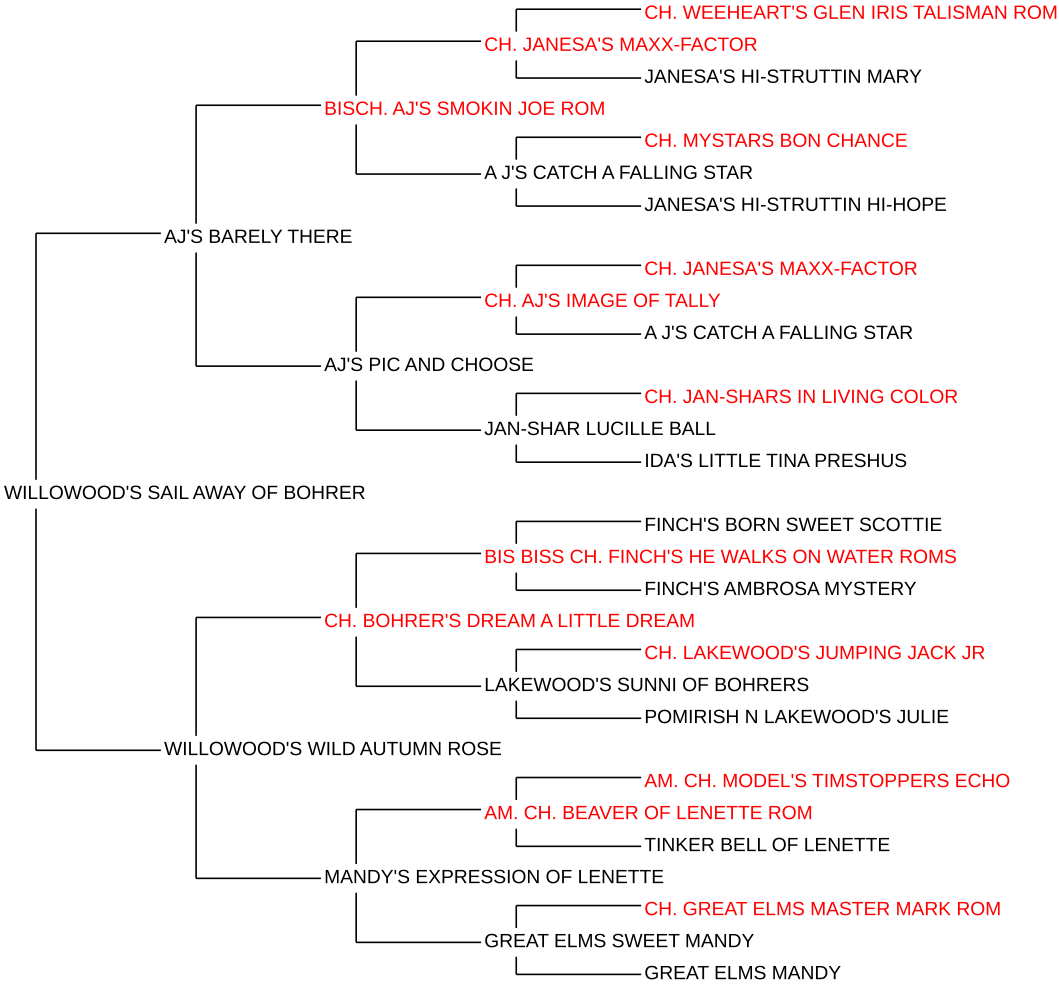 CH. WEEHEART'S GLEN IRIS TALISMAN ROM
CH. JANESA'S MAXX-FACTOR
JANESA'S HI-STRUTTIN MARY
BISCH. AJ'S SMOKIN JOE ROM
CH. MYSTARS BON CHANCE
A J'S CATCH A FALLING STAR
JANESA'S HI-STRUTTIN HI-HOPE
AJ'S BARELY THERE
CH. JANESA'S MAXX-FACTOR
CH. AJ'S IMAGE OF TALLY
A J'S CATCH A FALLING STAR
AJ'S PIC AND CHOOSE
CH. JAN-SHARS IN LIVING COLOR
JAN-SHAR LUCILLE BALL
IDA'S LITTLE TINA PRESHUS
WILLOWOOD'S SAIL AWAY OF BOHRER
FINCH'S BORN SWEET SCOTTIE
BIS BISS CH. FINCH'S HE WALKS ON WATER ROMS
FINCH'S AMBROSA MYSTERY
CH. BOHRER'S DREAM A LITTLE DREAM
CH. LAKEWOOD'S JUMPING JACK JR
LAKEWOOD'S SUNNI OF BOHRERS
POMIRISH N LAKEWOOD'S JULIE
WILLOWOOD'S WILD AUTUMN ROSE
AM. CH. MODEL'S TIMSTOPPERS ECHO
AM. CH. BEAVER OF LENETTE ROM
TINKER BELL OF LENETTE
MANDY'S EXPRESSION OF LENETTE
CH. GREAT ELMS MASTER MARK ROM
GREAT ELMS SWEET MANDY
GREAT ELMS MANDY